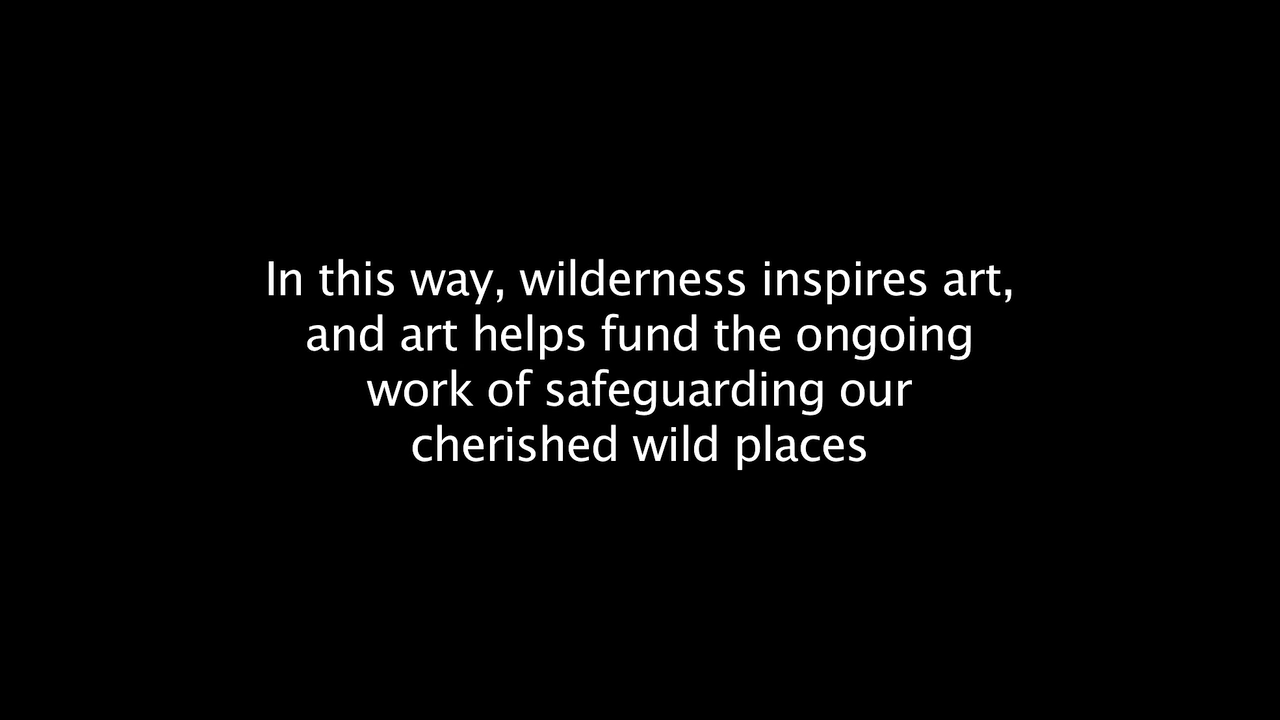 In this way, wilderness inspires art,
and art helps fund the ongoing
work of safeguarding our
cherished wild places